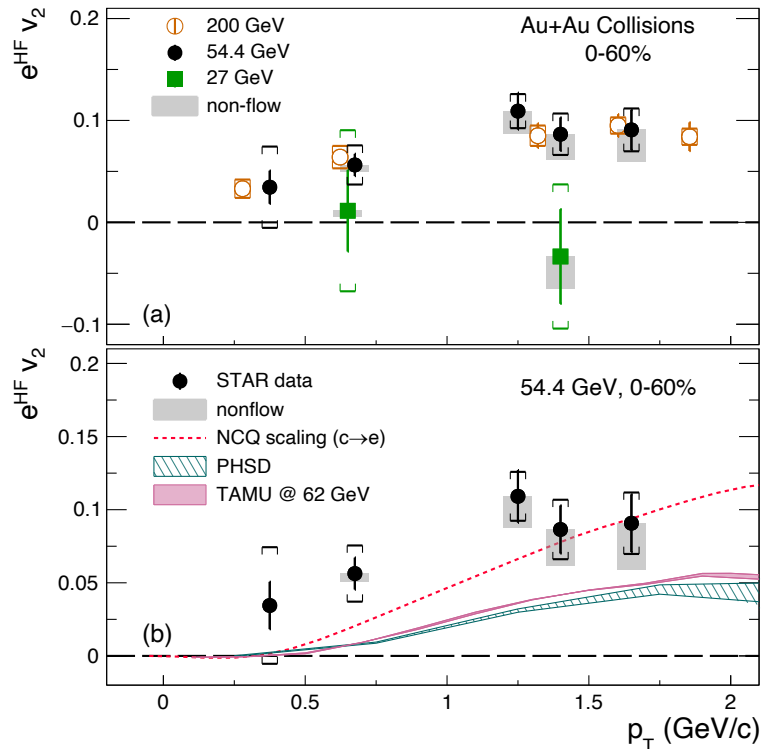 e^HF v₂
0.2
0.1
0
−0.1
200 GeV
54.4 GeV
27 GeV
non-flow
Au+Au Collisions
0-60%
(a)
e^HF v₂
0.2
0.15
0.1
0.05
0
STAR data
nonflow
NCQ scaling (c→e)
PHSD
TAMU @ 62 GeV
54.4 GeV, 0-60%
(b)
0 0.5 1 1.5 2
p_T (GeV/c)